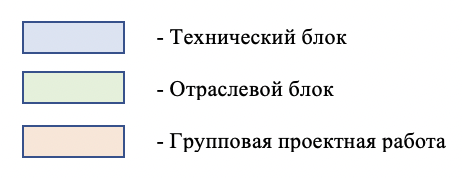 - Технический блок
- Отраслевой блок
- Групповая проектная работа